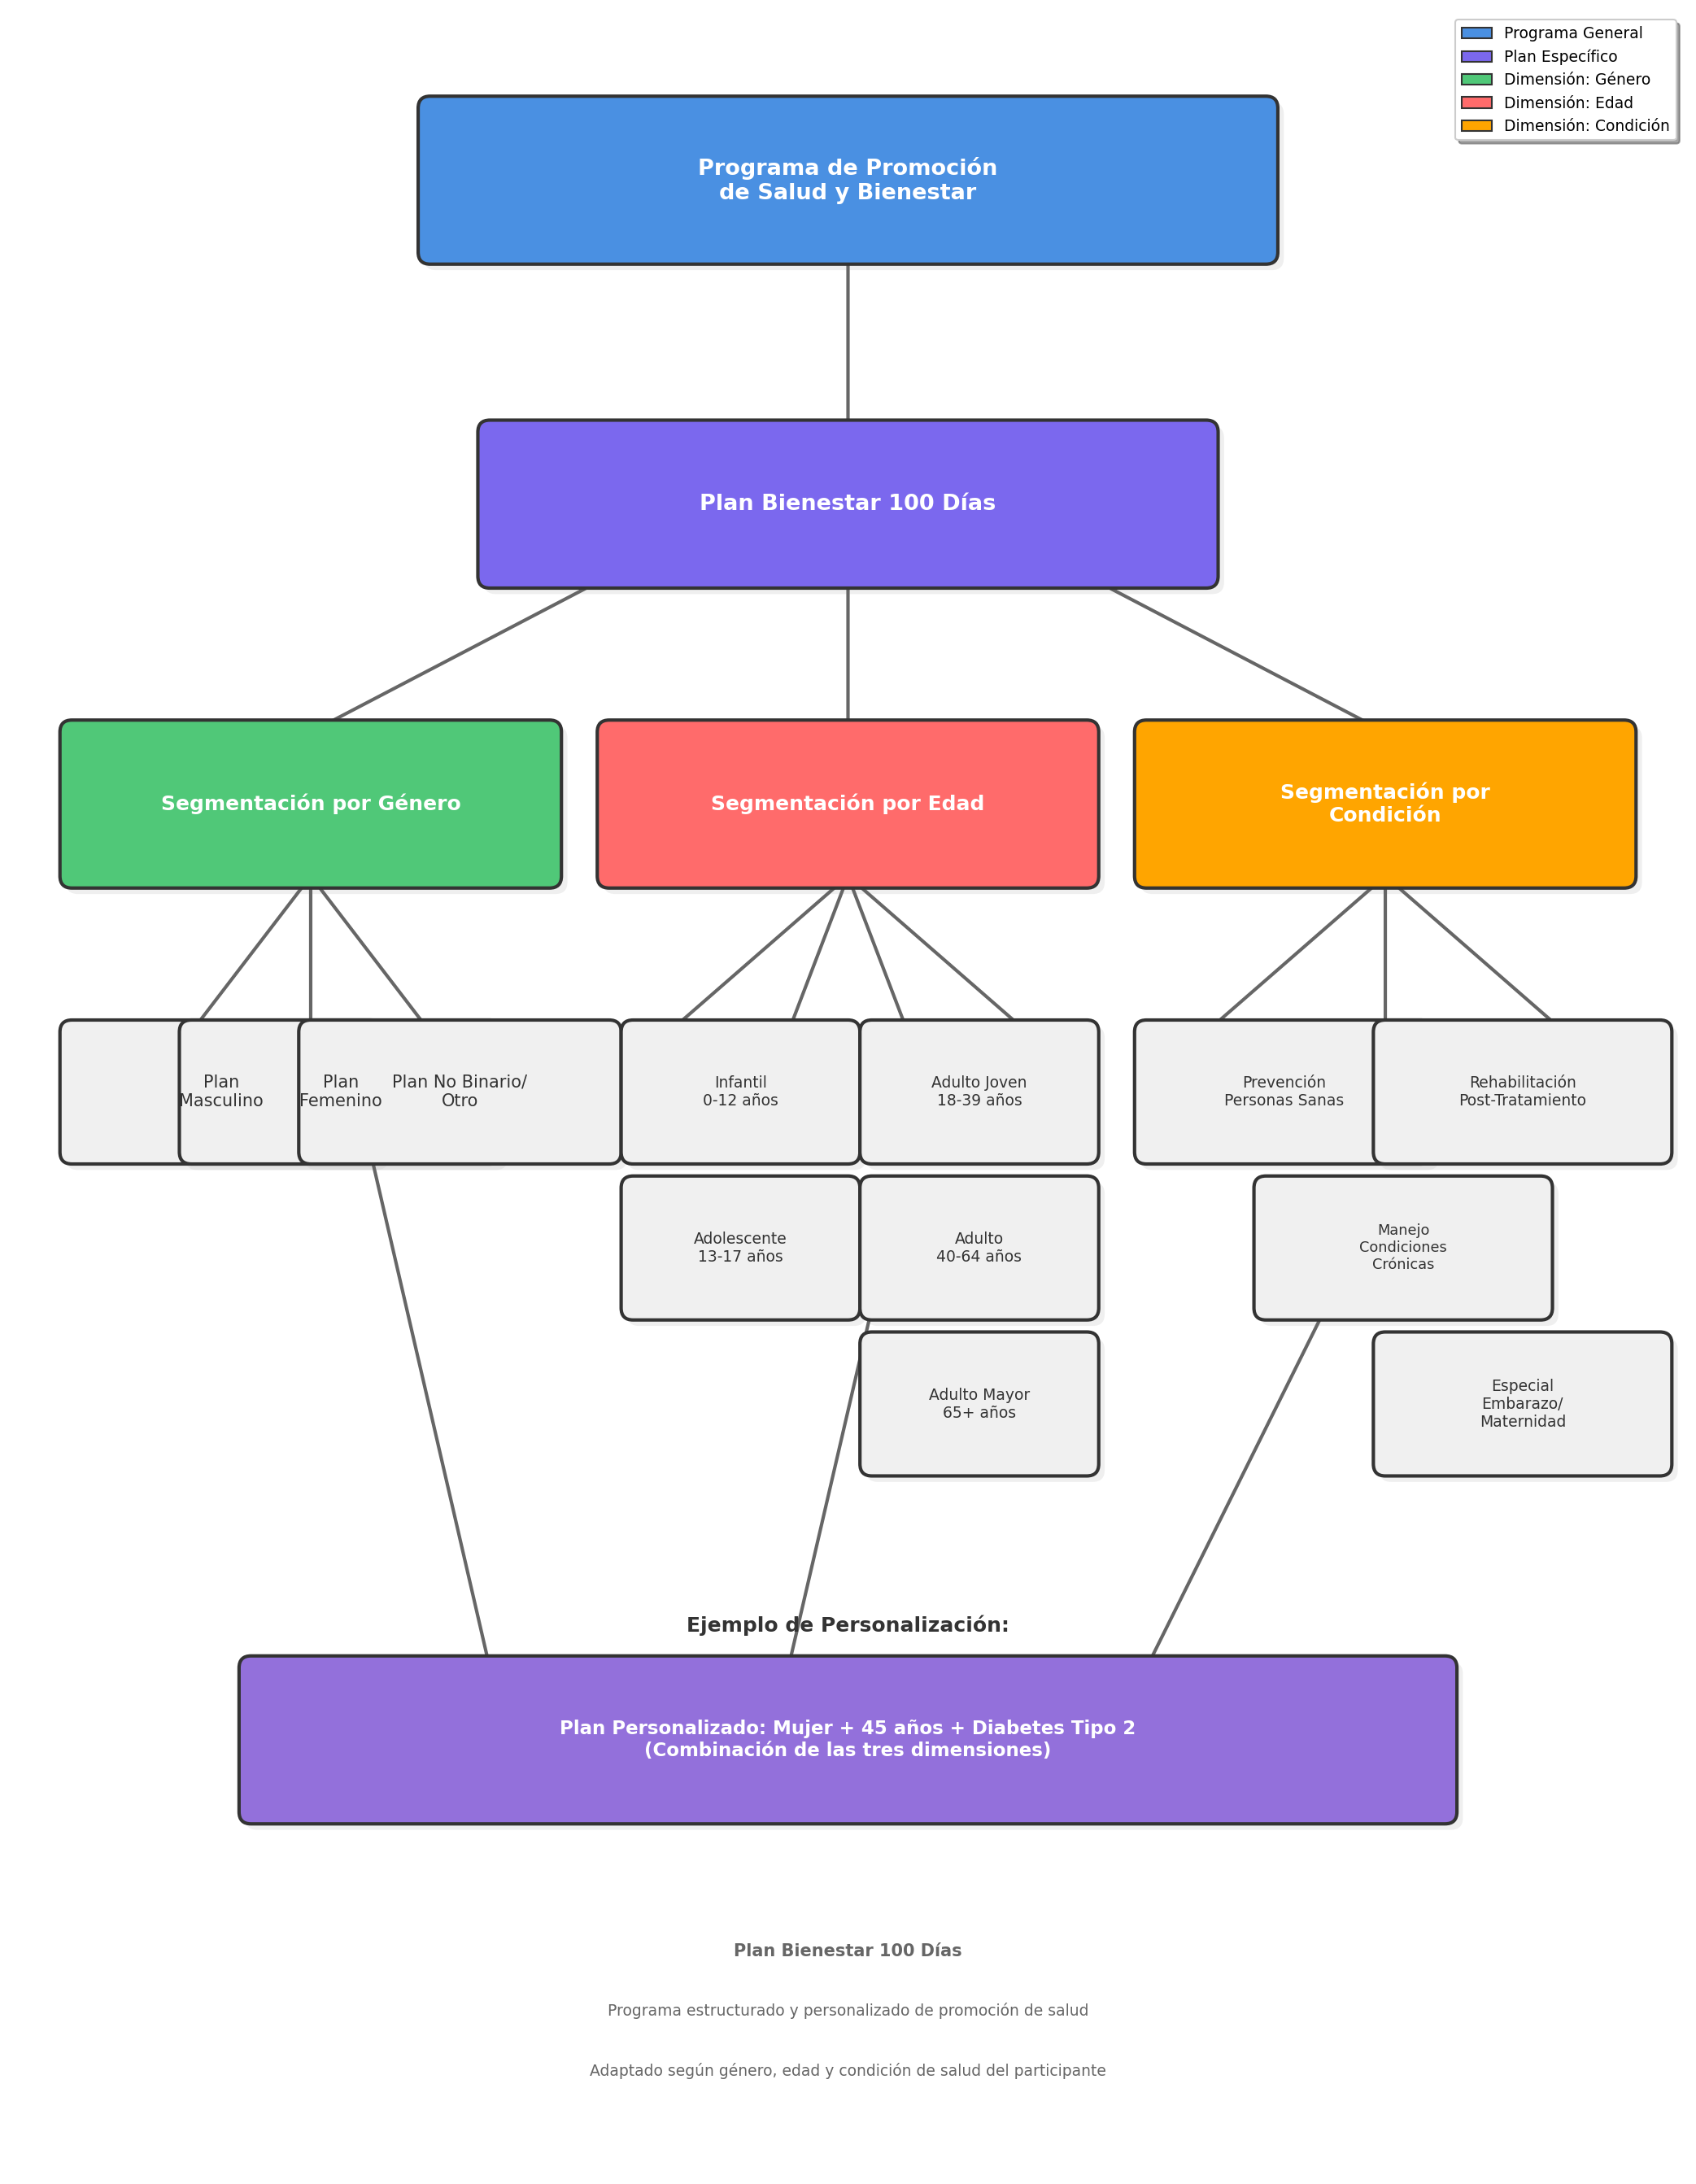 Programa General
Plan Específico
Dimensión: Género
Dimensión: Edad
Dimensión: Condición
Programa de Promoción
de Salud y Bienestar
Plan Bienestar 100 Días
Segmentación por Género
Segmentación por Edad
Segmentación por
Condición
Plan
Masculino
Plan
Femenino
Plan No Binario/
Otro
Infantil
0-12 años
Adulto Joven
18-39 años
Prevención
Personas Sanas
Rehabilitación
Post-Tratamiento
Adolescente
13-17 años
Adulto
40-64 años
Manejo
Condiciones
Crónicas
Adulto Mayor
65+ años
Especial
Embarazo/
Maternidad
Ejemplo de Personalización:
Plan Personalizado: Mujer + 45 años + Diabetes Tipo 2
(Combinación de las tres dimensiones)
Plan Bienestar 100 Días
Programa estructurado y personalizado de promoción de salud
Adaptado según género, edad y condición de salud del participante